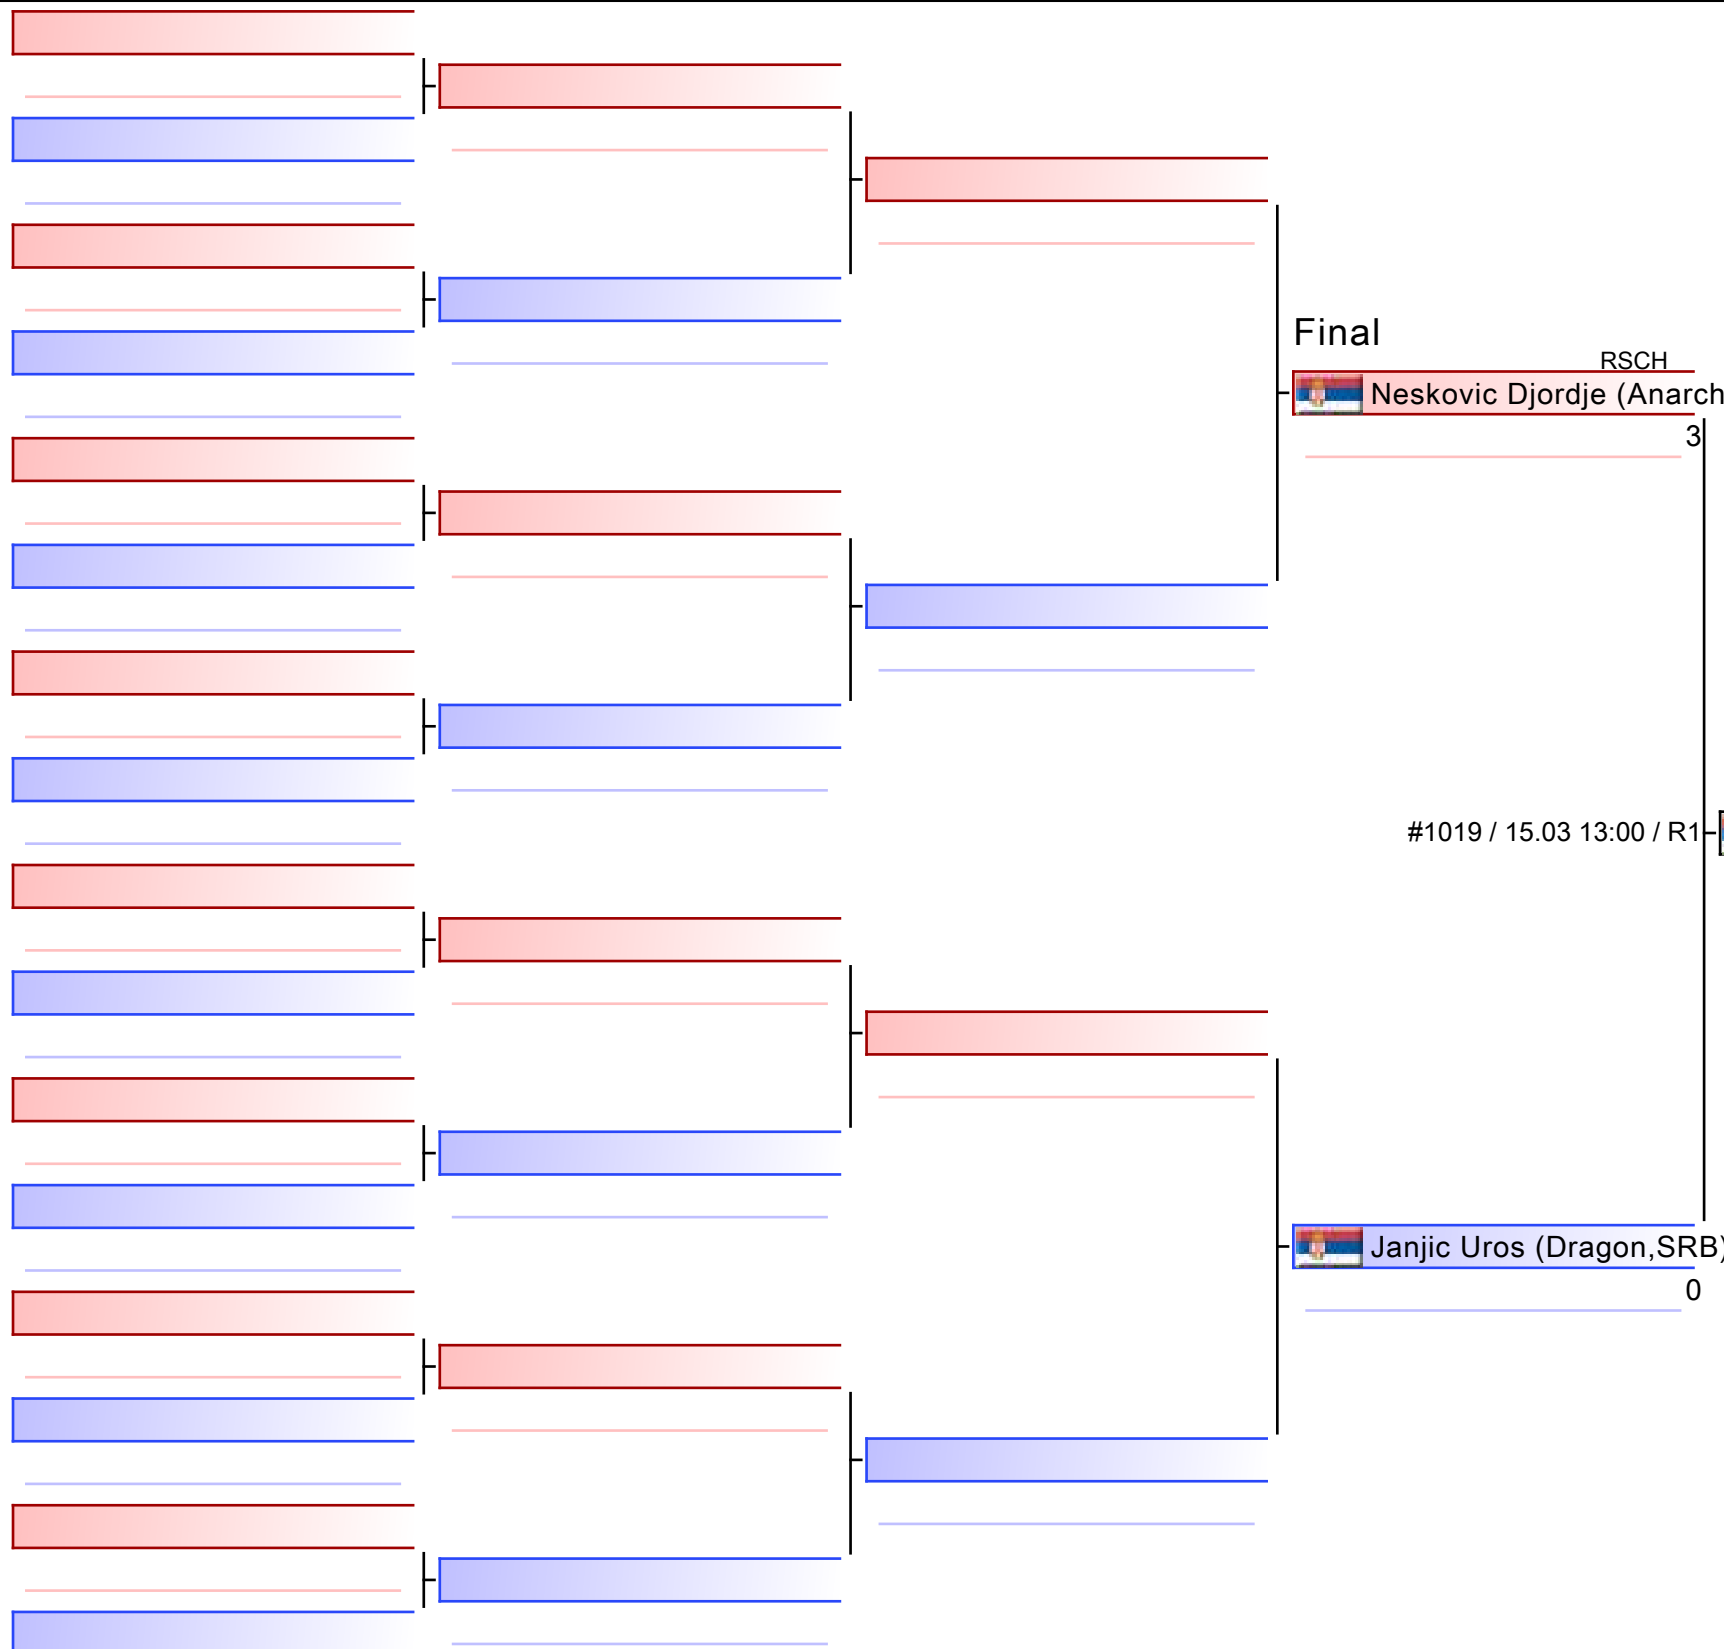 Final
RSCH
Neskovic Djordje (Anarch
3
#1019 / 15.03 13:00 / R1
Janjic Uros (Dragon,SRB)
0